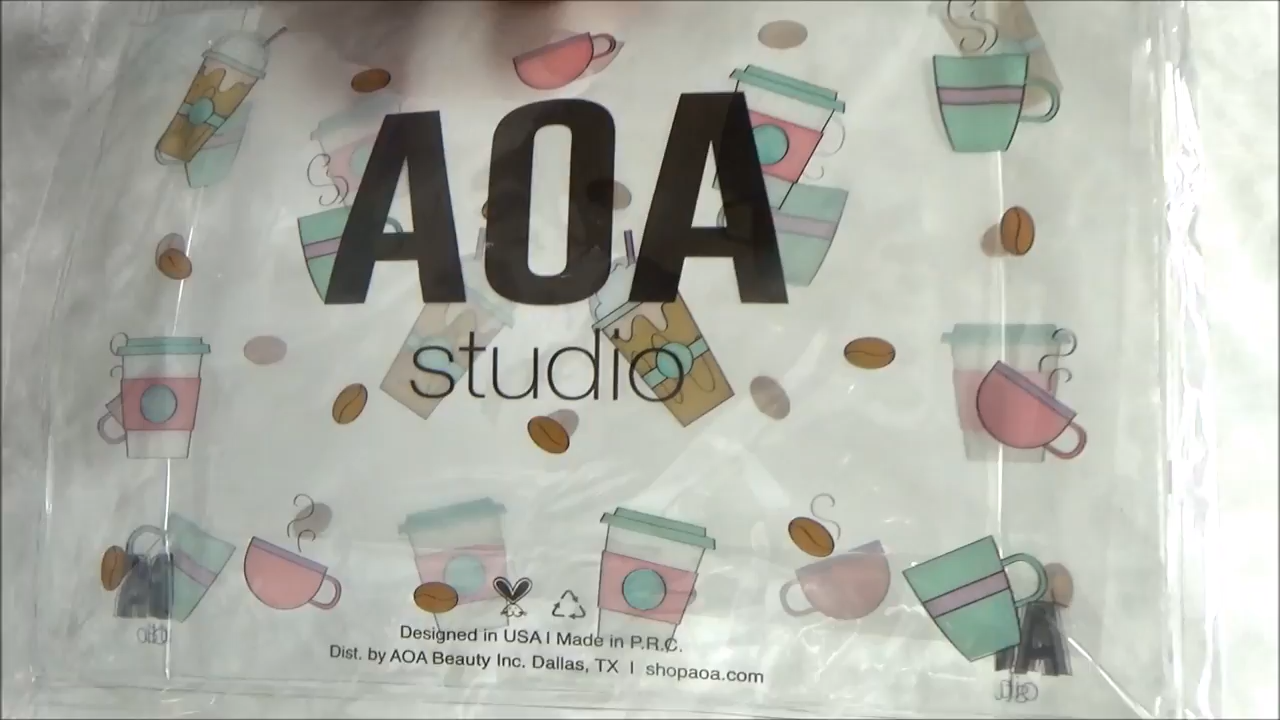 AOA
studio
Designed in USA I Made in P.R.C.
Dist. by AOA Beauty Inc. Dallas, TX I shopaoa.com